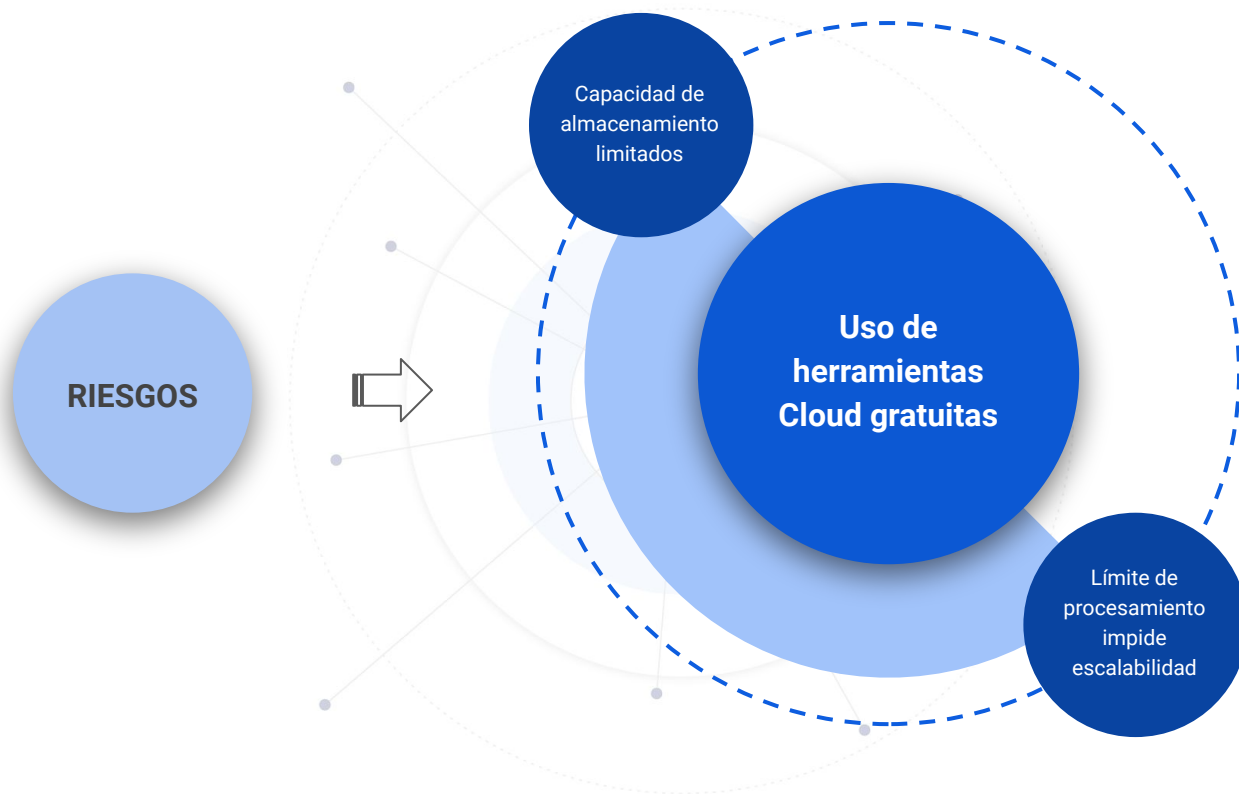 RIESGOS
Capacidad de
almacenamiento
limitados
Uso de
herramientas
Cloud gratuitas
Límite de
procesamiento
impide
escalabilidad